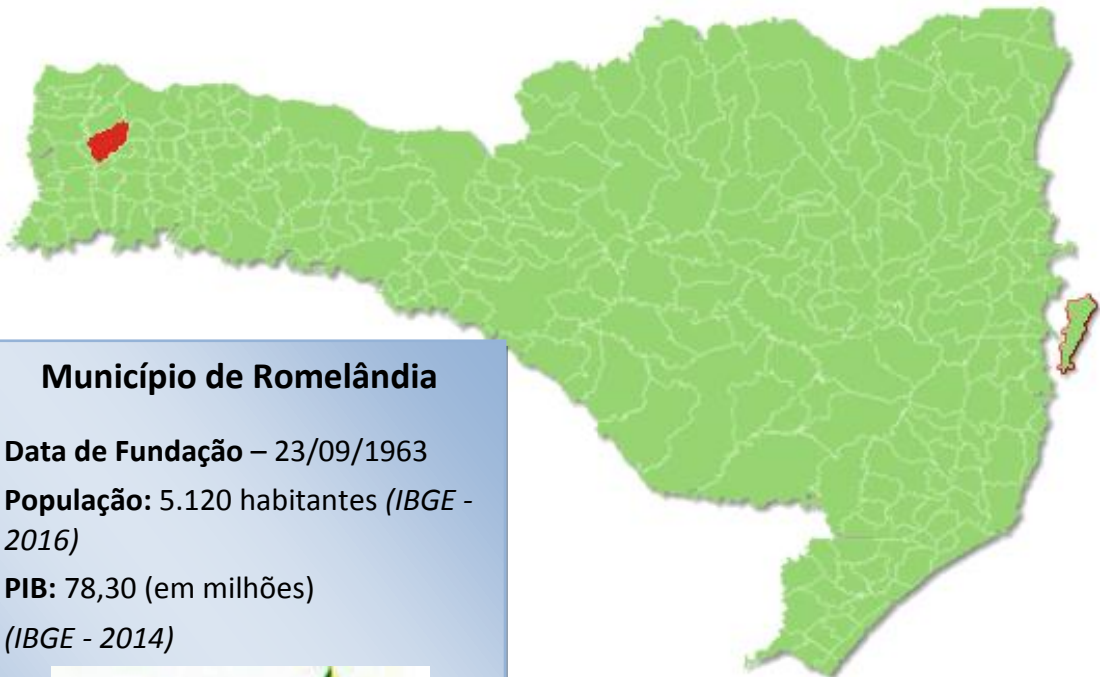 Município de Romelândia
Data de Fundação – 23/09/1963
População: 5.120 habitantes (IBGE -
2016)
PIB: 78,30 (em milhões)
(IBGE - 2014)